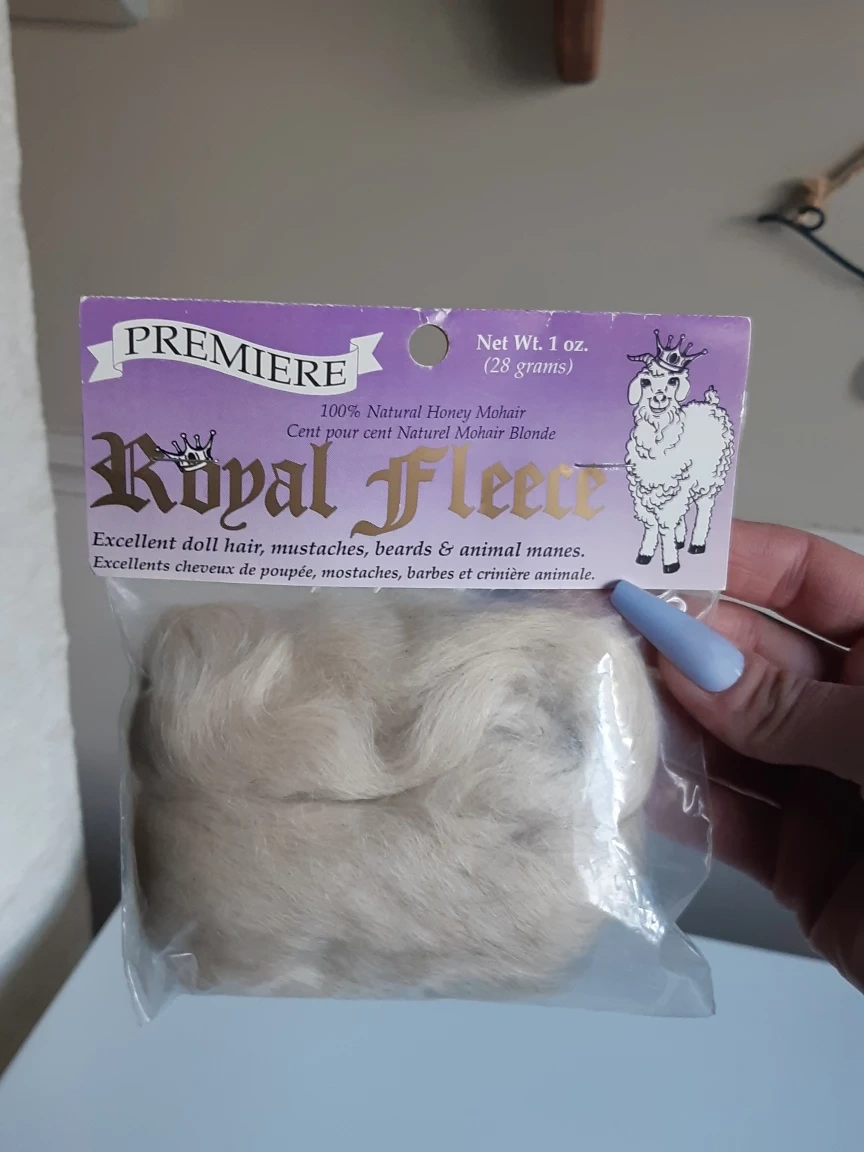 PREMIERE
Net Wt. 1 oz.
(28 grams)
100% Natural Honey Mohair
Cent pour cent Naturel Mohair Blonde
Royal Fleece
Excellent doll hair, mustaches, beards & animal manes.
Excellents cheveux de poupée, mostaches, barbes et crinière animale.